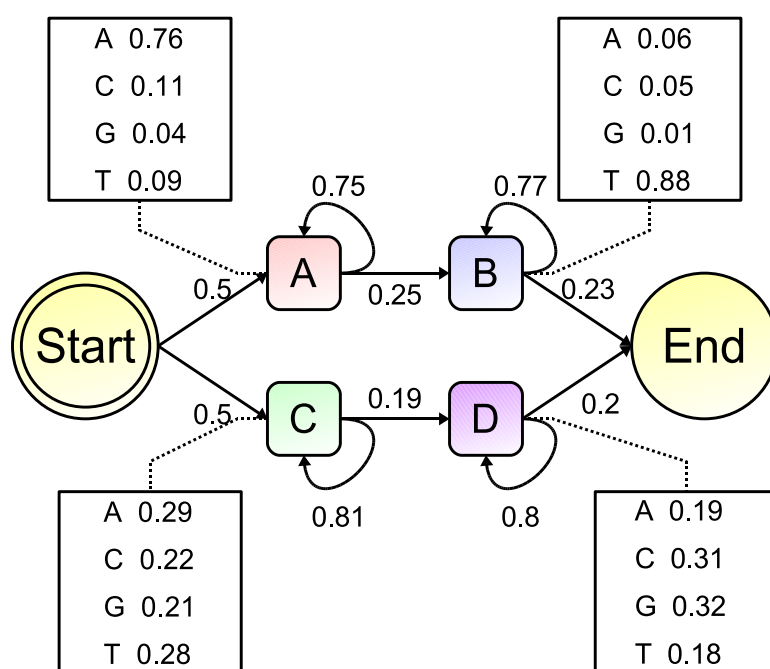 A 0.76
C 0.11
G 0.04
T 0.09
A 0.06
C 0.05
G 0.01
T 0.88
0.75
0.77
A
B
0.5
0.25
0.23
Start
End
0.5
0.19
0.2
C
D
0.81
0.8
A 0.29
C 0.22
G 0.21
T 0.28
A 0.19
C 0.31
G 0.32
T 0.18